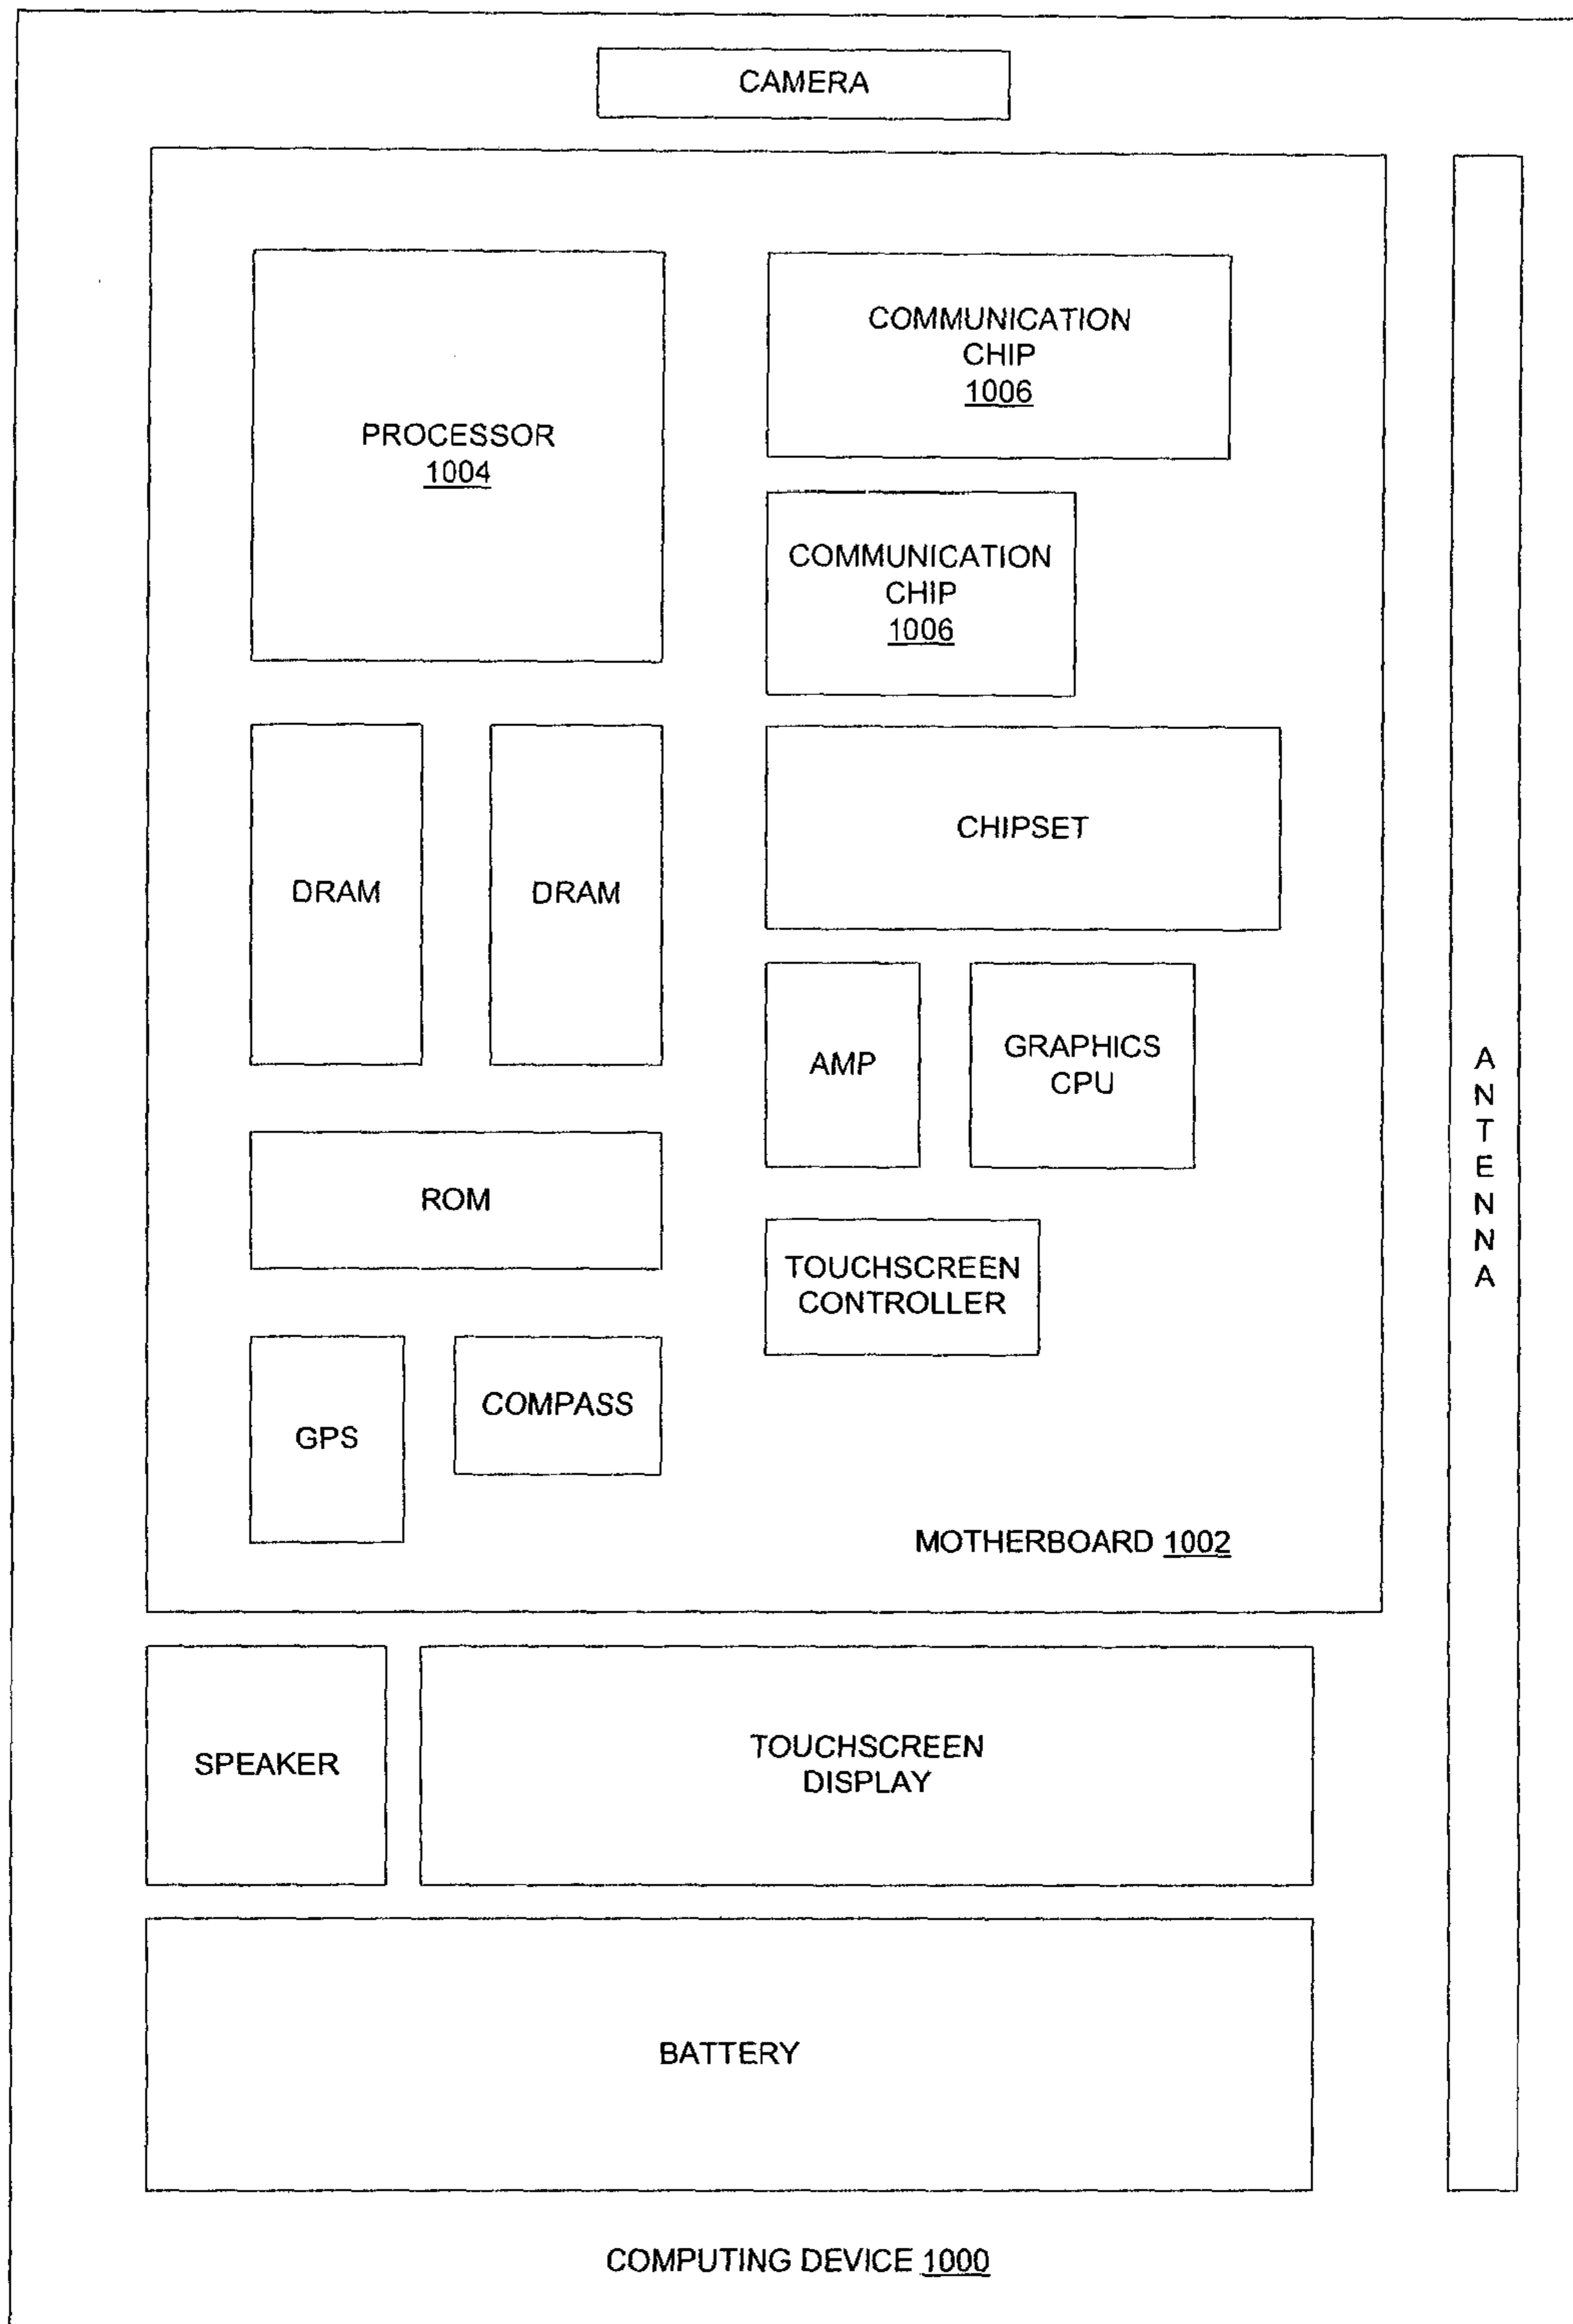 CAMERA
PROCESSOR
1004
COMMUNICATION
CHIP
1006
COMMUNICATION
CHIP
1006
DRAM
DRAM
CHIPSET
AMP
GRAPHICS
CPU
ROM
TOUCHSCREEN
CONTROLLER
GPS
COMPASS
MOTHERBOARD 1002
ANTENNA
SPEAKER
TOUCHSCREEN
DISPLAY
BATTERY
COMPUTING DEVICE 1000